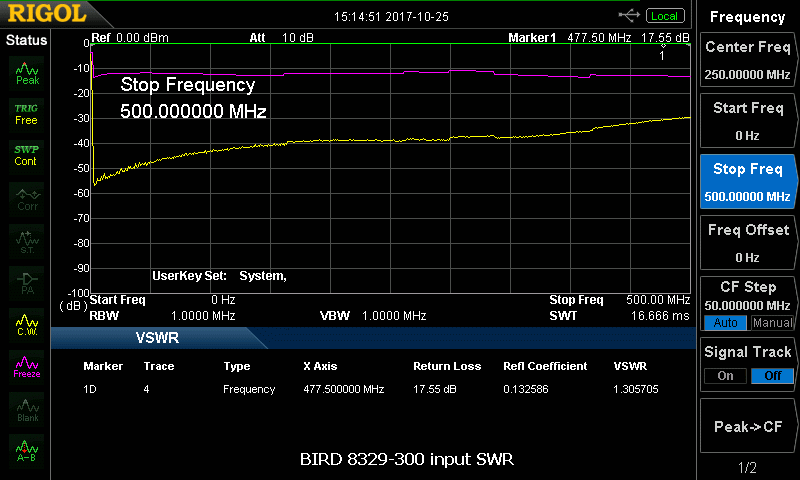 RIGOL
15:14:51 2017-10-25
Local
Status
Ref 0.00 dBm
Att 10 dB
Marker1 477.50 MHz 17.55 dB
0
-10
-20
-30
-40
-50
-60
-70
-80
-90
-100
(dB)
1
Stop Frequency
500.000000 MHz
UserKey Set: System,
Start Freq 0 Hz
Stop Freq 500.00 MHz
RBW 1.0000 MHz
VBW 1.0000 MHz
SWT 16.666 ms
Peak
TRIG
Free
SWP
Cont
Corr
S.T.
PA
C.W.
Freeze
Blank
A-B
VSWR
Marker Trace Type X Axis Return Loss Refl Coefficient VSWR
1D 4 Frequency 477.500000 MHz 17.55 dB 0.132586 1.305705
BIRD 8329-300 input SWR
Frequency
Center Freq
250.00000 MHz
Start Freq
0 Hz
Stop Freq
500.00000 MHz
Freq Offset
0 Hz
CF Step
50.000000 MHz
Auto Manual
Signal Track
On Off
Peak->CF
1/2